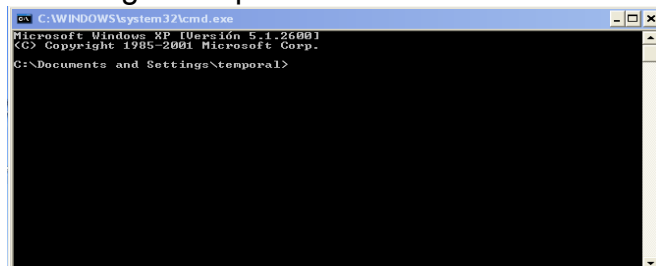 C:\WINDOWS\system32\cmd.exe
Microsoft Windows XP [Versión 5.1.2600]
(C) Copyright 1985-2001 Microsoft Corp.
C:\Documents and Settings\temporal>